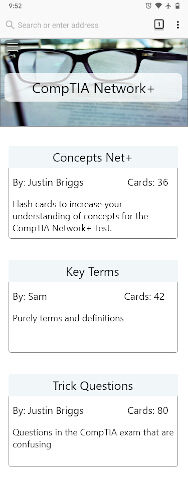 9:52
Search or enter address
1
CompTIA Network+
Concepts Net+
By: Justin Briggs Cards: 36
Flash cards to increase your
understanding of concepts for the
CompTIA Network+ Test.
Key Terms
By: Sam Cards: 42
Purely terms and definitions
Trick Questions
By: Justin Briggs Cards: 80
Questions in the CompTIA exam that are
confusing